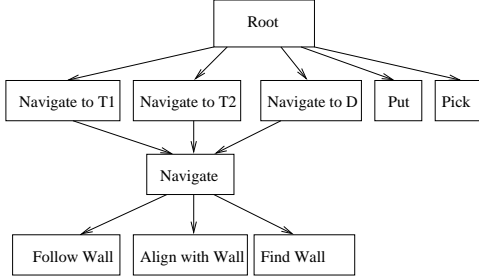 Root
Navigate to T1
Navigate to T2
Navigate to D
Put
Pick
Navigate
Follow Wall
Align with Wall
Find Wall